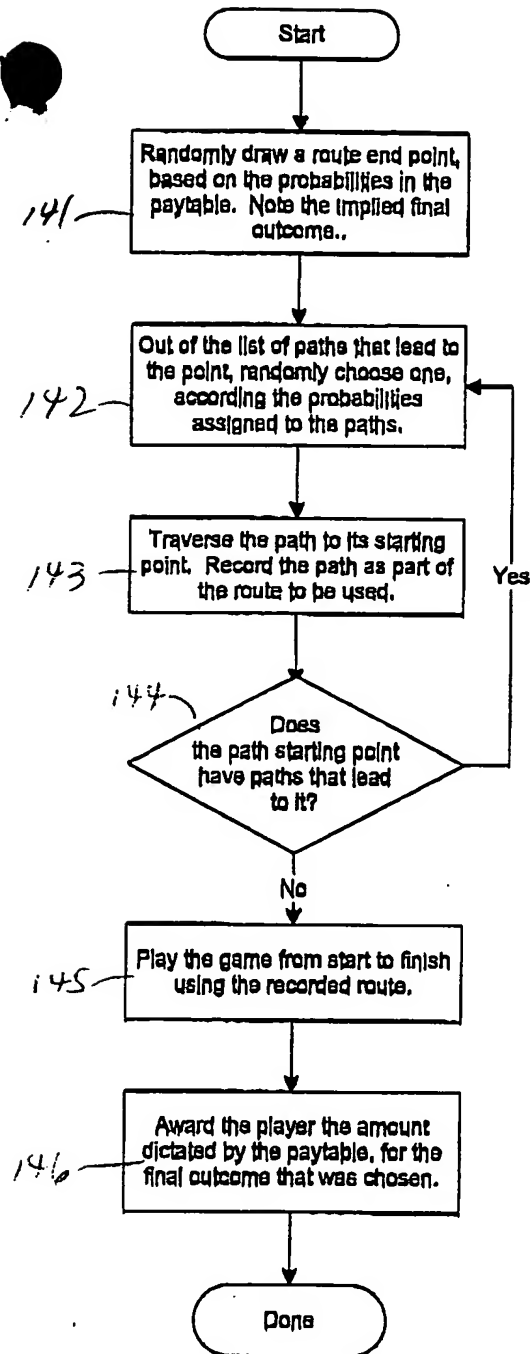 Start
Randomly draw a route end point,
based on the probabilities in the
paytable. Note the implied final
outcome..
141
Out of the list of paths that lead to
the point, randomly choose one,
according the probabilities
assigned to the paths.
142
Traverse the path to its starting
point. Record the path as part of
the route to be used.
143
Yes
144
Does
the path starting point
have paths that lead
to it?
No
Play the game from start to finish
using the recorded route.
145
Award the player the amount
dictated by the paytable, for the
final outcome that was chosen.
146
Done